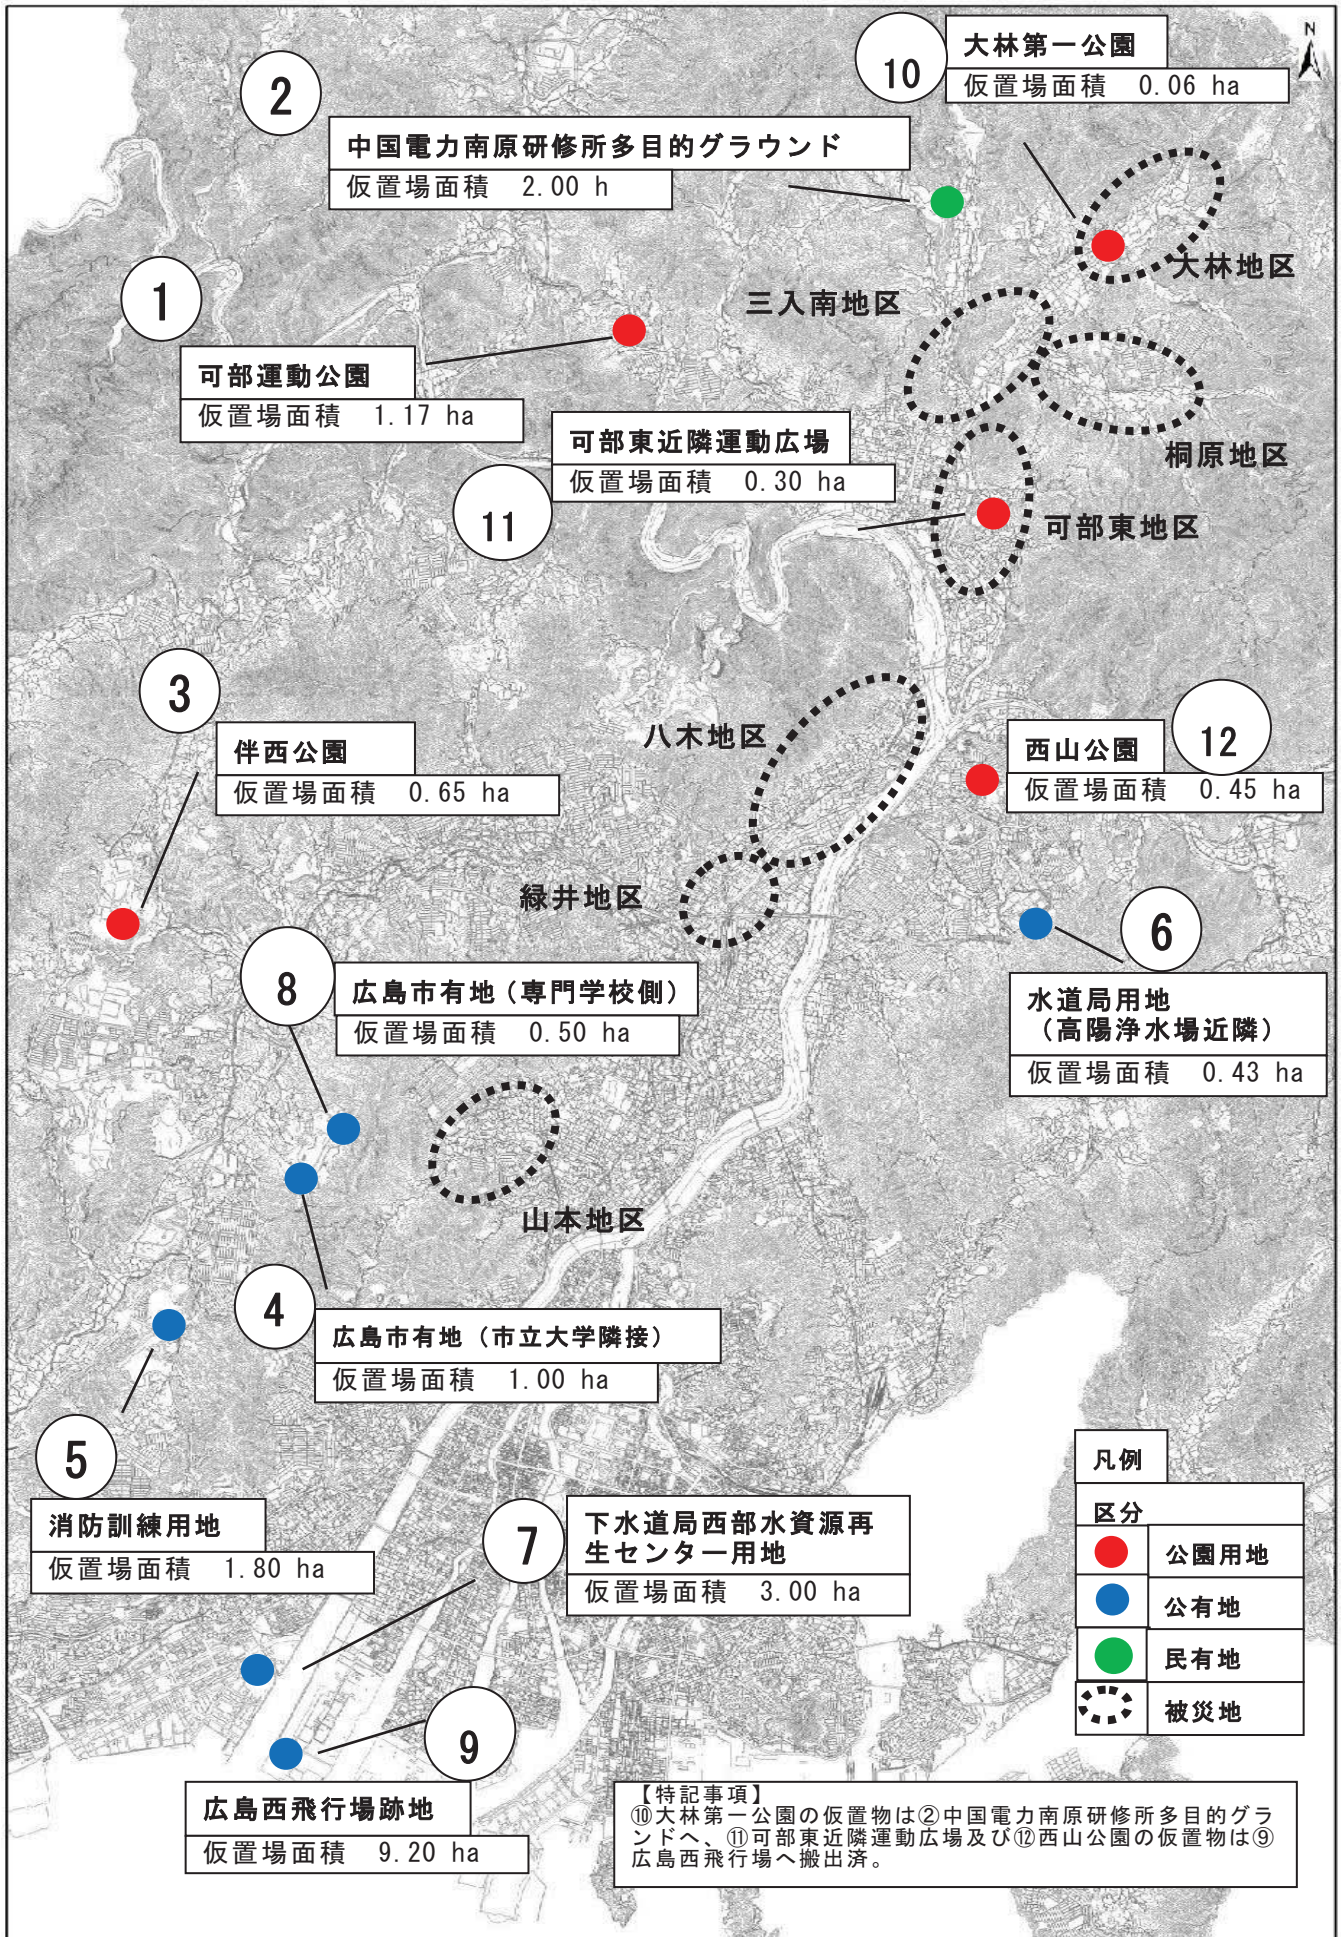 N
10
大林第一公園
仮置場面積 0.06 ha
2
中国電力南原研修所多目的グラウンド
仮置場面積 2.00 h
大林地区
三入南地区
1
可部運動公園
仮置場面積 1.17 ha
可部東近隣運動広場
仮置場面積 0.30 ha
11
桐原地区
可部東地区
3
伴西公園
仮置場面積 0.65 ha
八木地区
西山公園
12
仮置場面積 0.45 ha
緑井地区
6
水道局用地
（高陽浄水場近隣）
仮置場面積 0.43 ha
8
広島市有地（専門学校側）
仮置場面積 0.50 ha
山本地区
4
広島市有地（市立大学隣接）
仮置場面積 1.00 ha
5
消防訓練用地
仮置場面積 1.80 ha
7
下水道局西部水資源再
生センター用地
仮置場面積 3.00 ha
凡例
区分
公園用地
公有地
民有地
被災地
9
広島西飛行場跡地
仮置場面積 9.20 ha
【特記事項】
⑩大林第一公園の仮置物は②中国電力南原研修所多目的グラ
ンドへ、⑪可部東近隣運動広場及び⑫西山公園の仮置物は⑨
広島西飛行場へ搬出済。